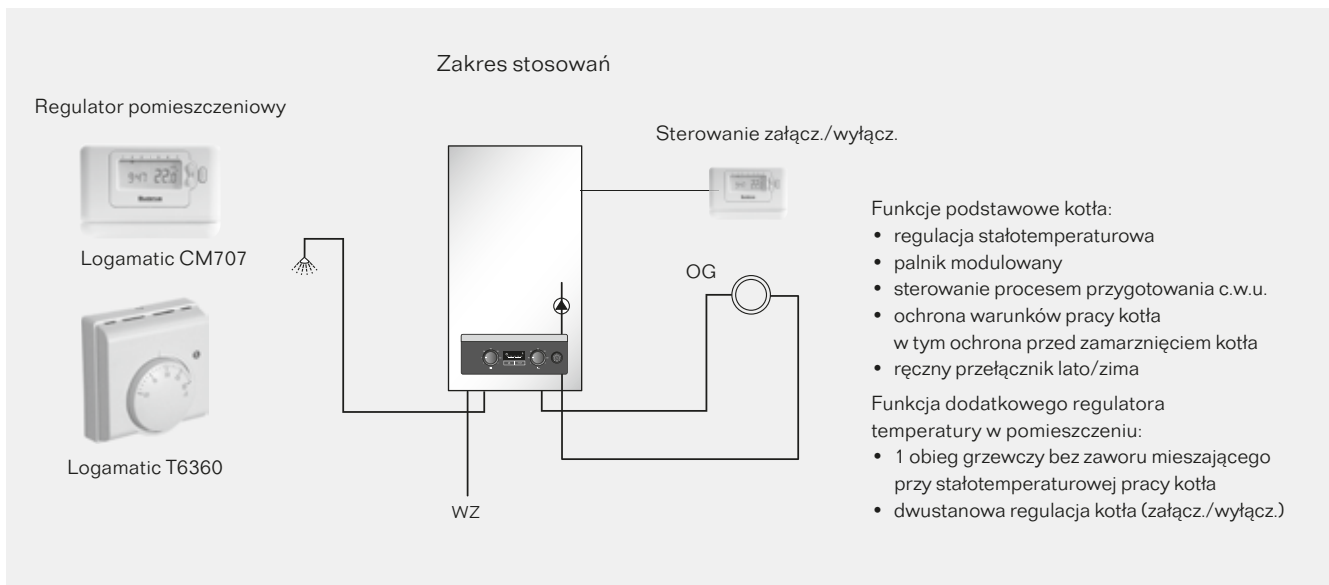 Zakres stosowań
Regulator pomieszczeniowy
Logamatic CM707
Logamatic T6360
Sterowanie załącz./wyłącz.
OG
WZ
Funkcje podstawowe kotła:
• regulacja stałotemperaturowa
• palnik modulowany
• sterowanie procesem przygotowania c.w.u.
• ochrona warunków pracy kotła
w tym ochrona przed zamarznięciem kotła
• ręczny przełącznik lato/zima
Funkcja dodatkowego regulatora
temperatury w pomieszczeniu:
• 1 obieg grzewczy bez zaworu mieszającego
przy stałotemperaturowej pracy kotła
• dwustanowa regulacja kotła (załącz./wyłącz.)